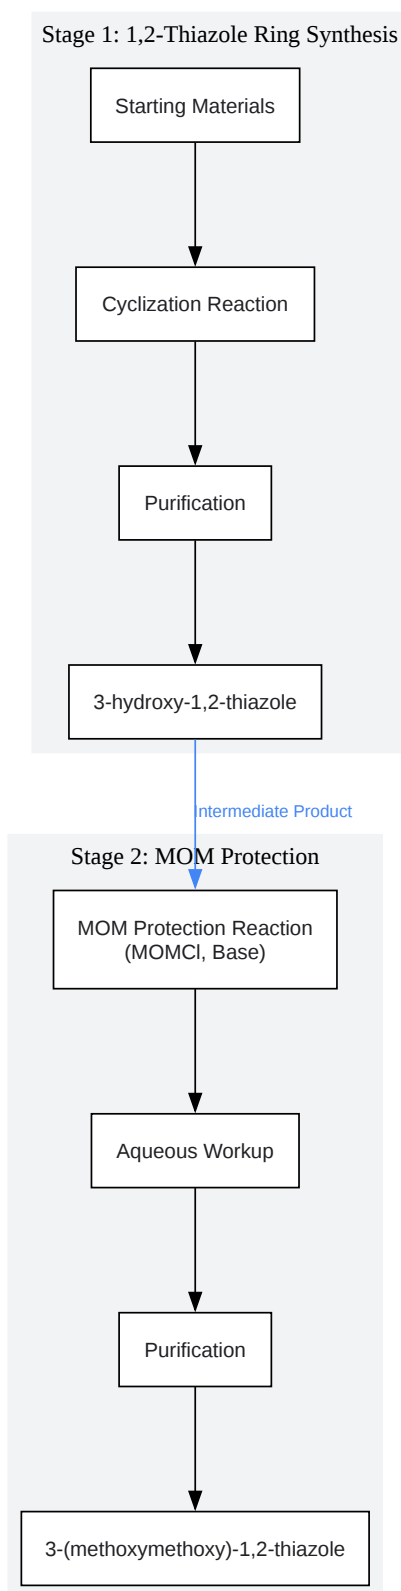 Stage 1: 1,2-Thiazole Ring Synthesis
Starting Materials
Cyclization Reaction
Purification
3-hydroxy-1,2-thiazole
Intermediate Product
Stage 2: MOM Protection
MOM Protection Reaction
(MOMCl, Base)
Aqueous Workup
Purification
3-(methoxymethoxy)-1,2-thiazole